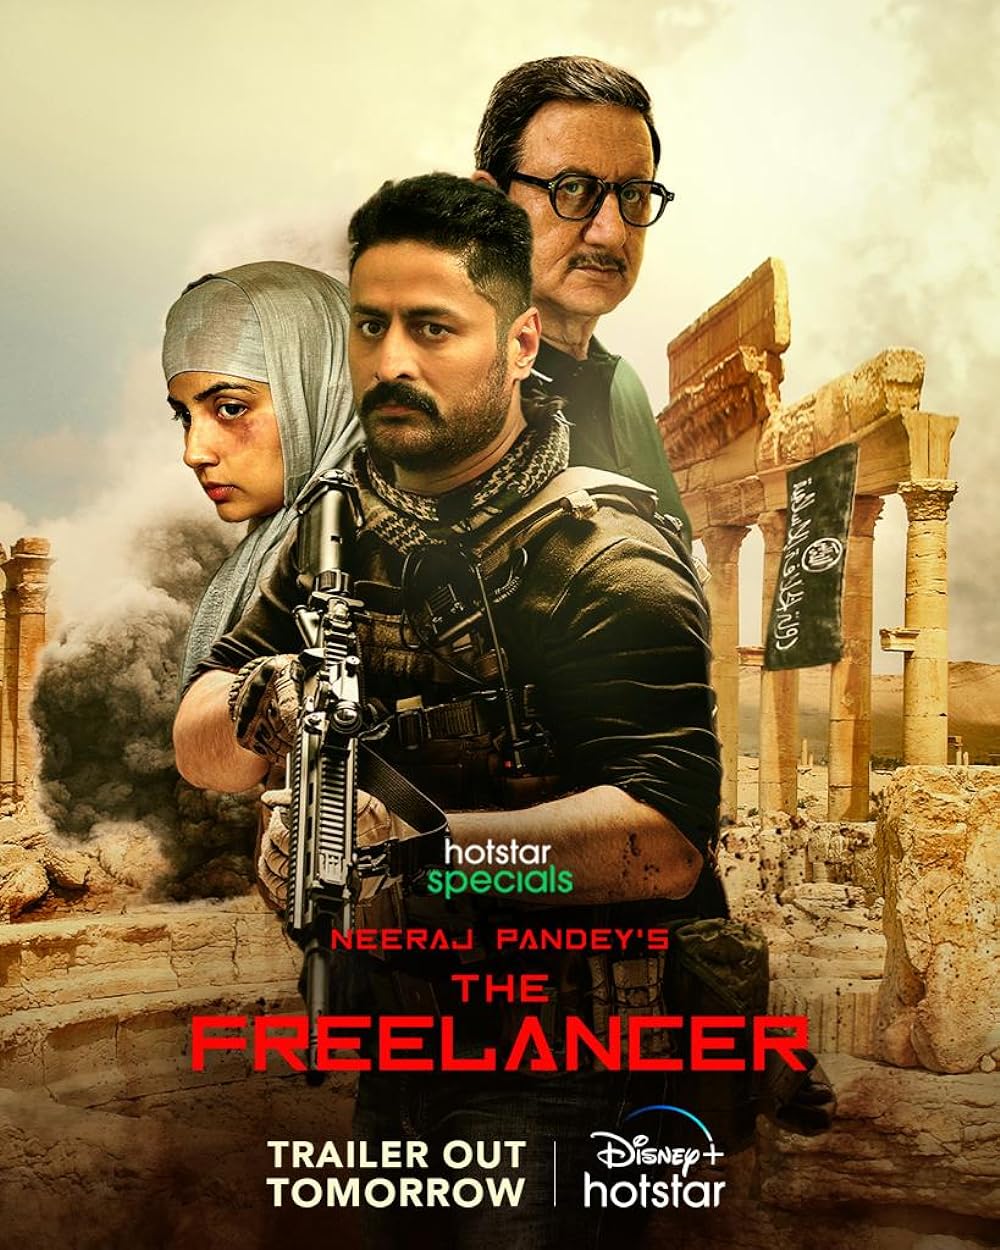 hotstar
specials
NEERAJ PANDEY'S
THE
FREELANCER
TRAILER OUT
TOMORROW
Disney+
hotstar